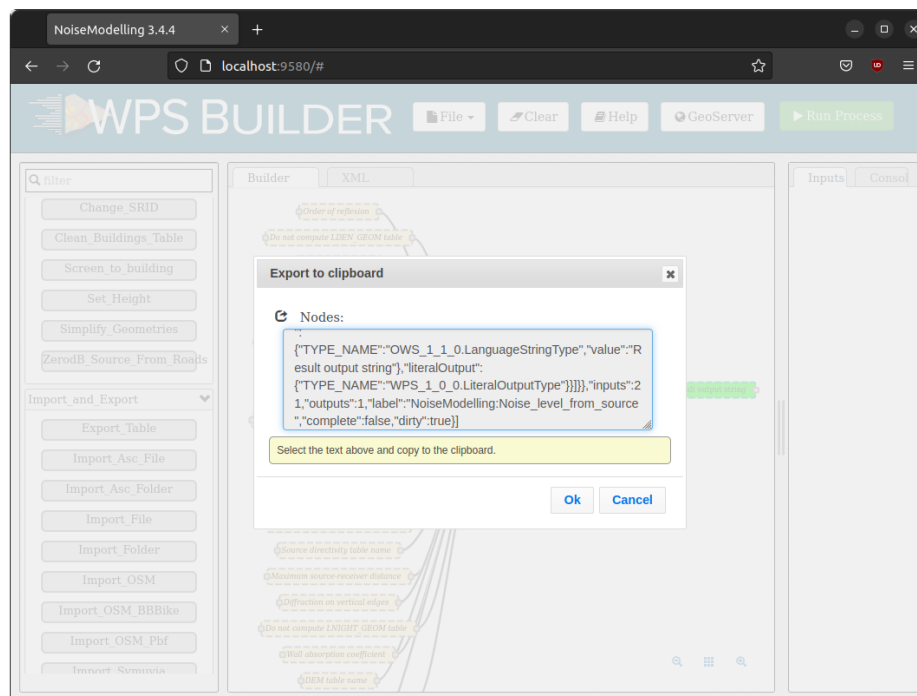 NoiseModelling 3.4.4
localhost:9580/#
WPS BUILDER
File
Clear
Help
GeoServer
Run Process
filter
Change_SRID
Clean_Buildings_Table
Screen_to_building
Set_Height
Simplify_Geometries
ZerodB_Source_From_Roads
Import_and_Export
Export_Table
Import_Asc_File
Import_Asc_Folder
Import_File
Import_Folder
Import_OSM
Import_OSM_BBBike
Import_OSM_Pbf
Import_Symuvia
Builder
XML
Order of reflexion
Do not compute LDEN_GEOM table
Export to clipboard
Nodes:
{"TYPE_NAME":"OWS_1_1_0.LanguageStringType","value":"R
esult output string"},"literalOutput":
{"TYPE_NAME":"WPS_1_0_0.LiteralOutputType"}}]}},"inputs":2
1,"outputs":1,"label":"NoiseModelling:Noise_level_from_source
","complete":false,"dirty":true}]
Select the text above and copy to the clipboard.
Ok
Cancel
output string
Source directivity table name
Maximum source-receiver distance
Diffraction on vertical edges
Do not compute LNIGHT_GEOM table
Wall absorption coefficient
DEM table name
Inputs
Consol